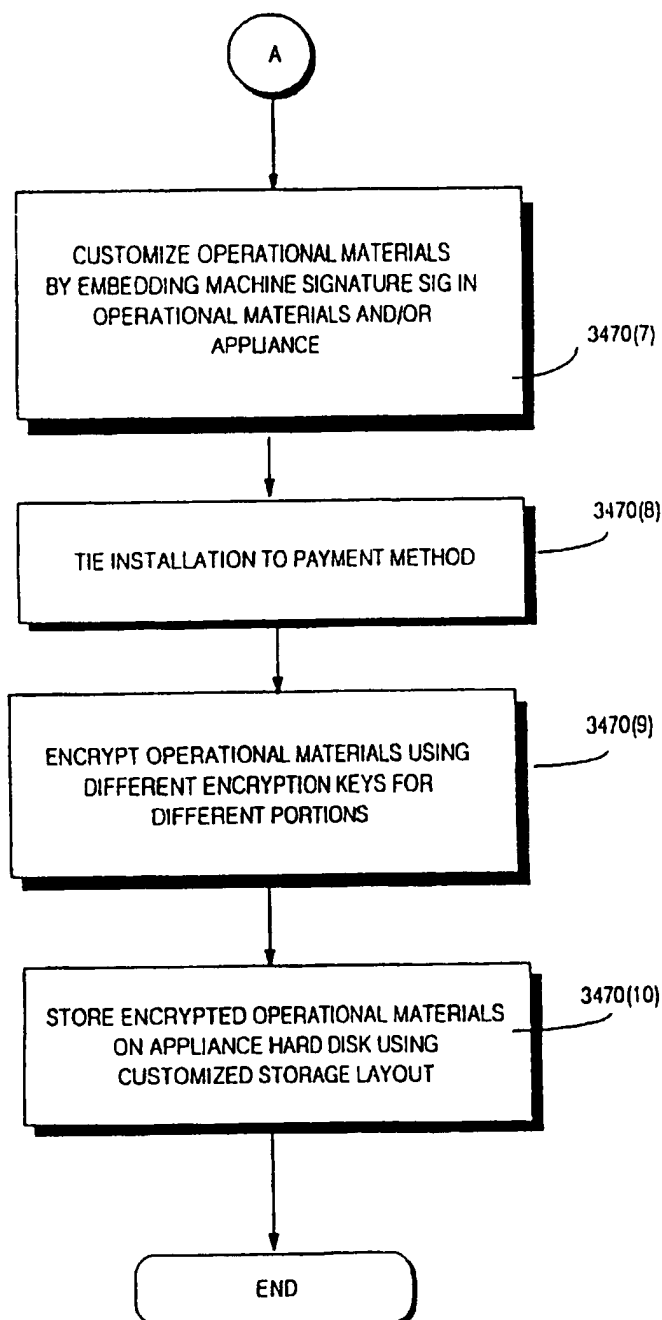 A
CUSTOMIZE OPERATIONAL MATERIALS
BY EMBEDDING MACHINE SIGNATURE SIG IN
OPERATIONAL MATERIALS AND/OR
APPLIANCE
3470(7)
3470(8)
TIE INSTALLATION TO PAYMENT METHOD
3470(9)
ENCRYPT OPERATIONAL MATERIALS USING
DIFFERENT ENCRYPTION KEYS FOR
DIFFERENT PORTIONS
3470(10)
STORE ENCRYPTED OPERATIONAL MATERIALS
ON APPLIANCE HARD DISK USING
CUSTOMIZED STORAGE LAYOUT
END